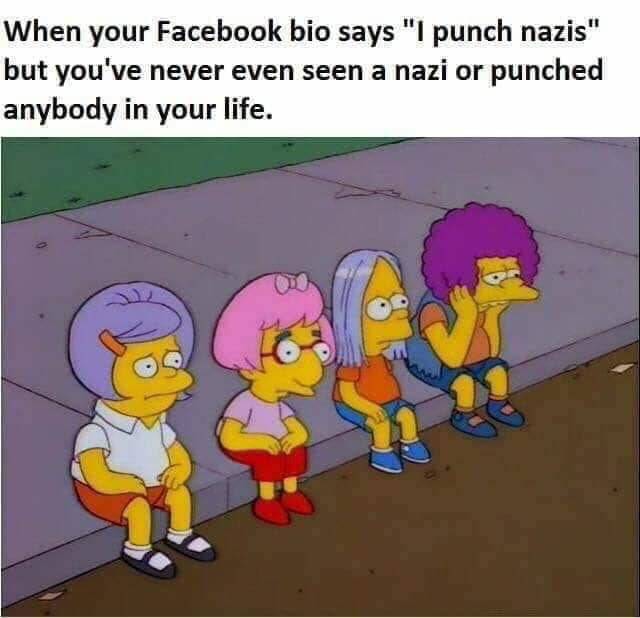 When your Facebook bio says "I punch nazis"
but you've never even seen a nazi or punched
anybody in your life.